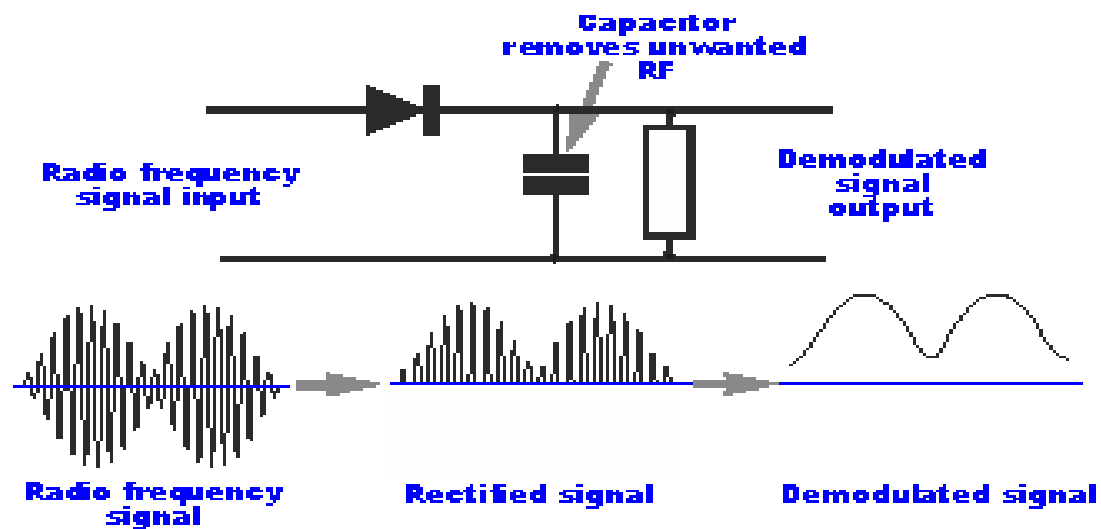 Capacitor
removes unwanted
RF
Radio frequency
signal input
Demodulated
signal
output
Radio frequency
signal
Rectified signal
Demodulated signal